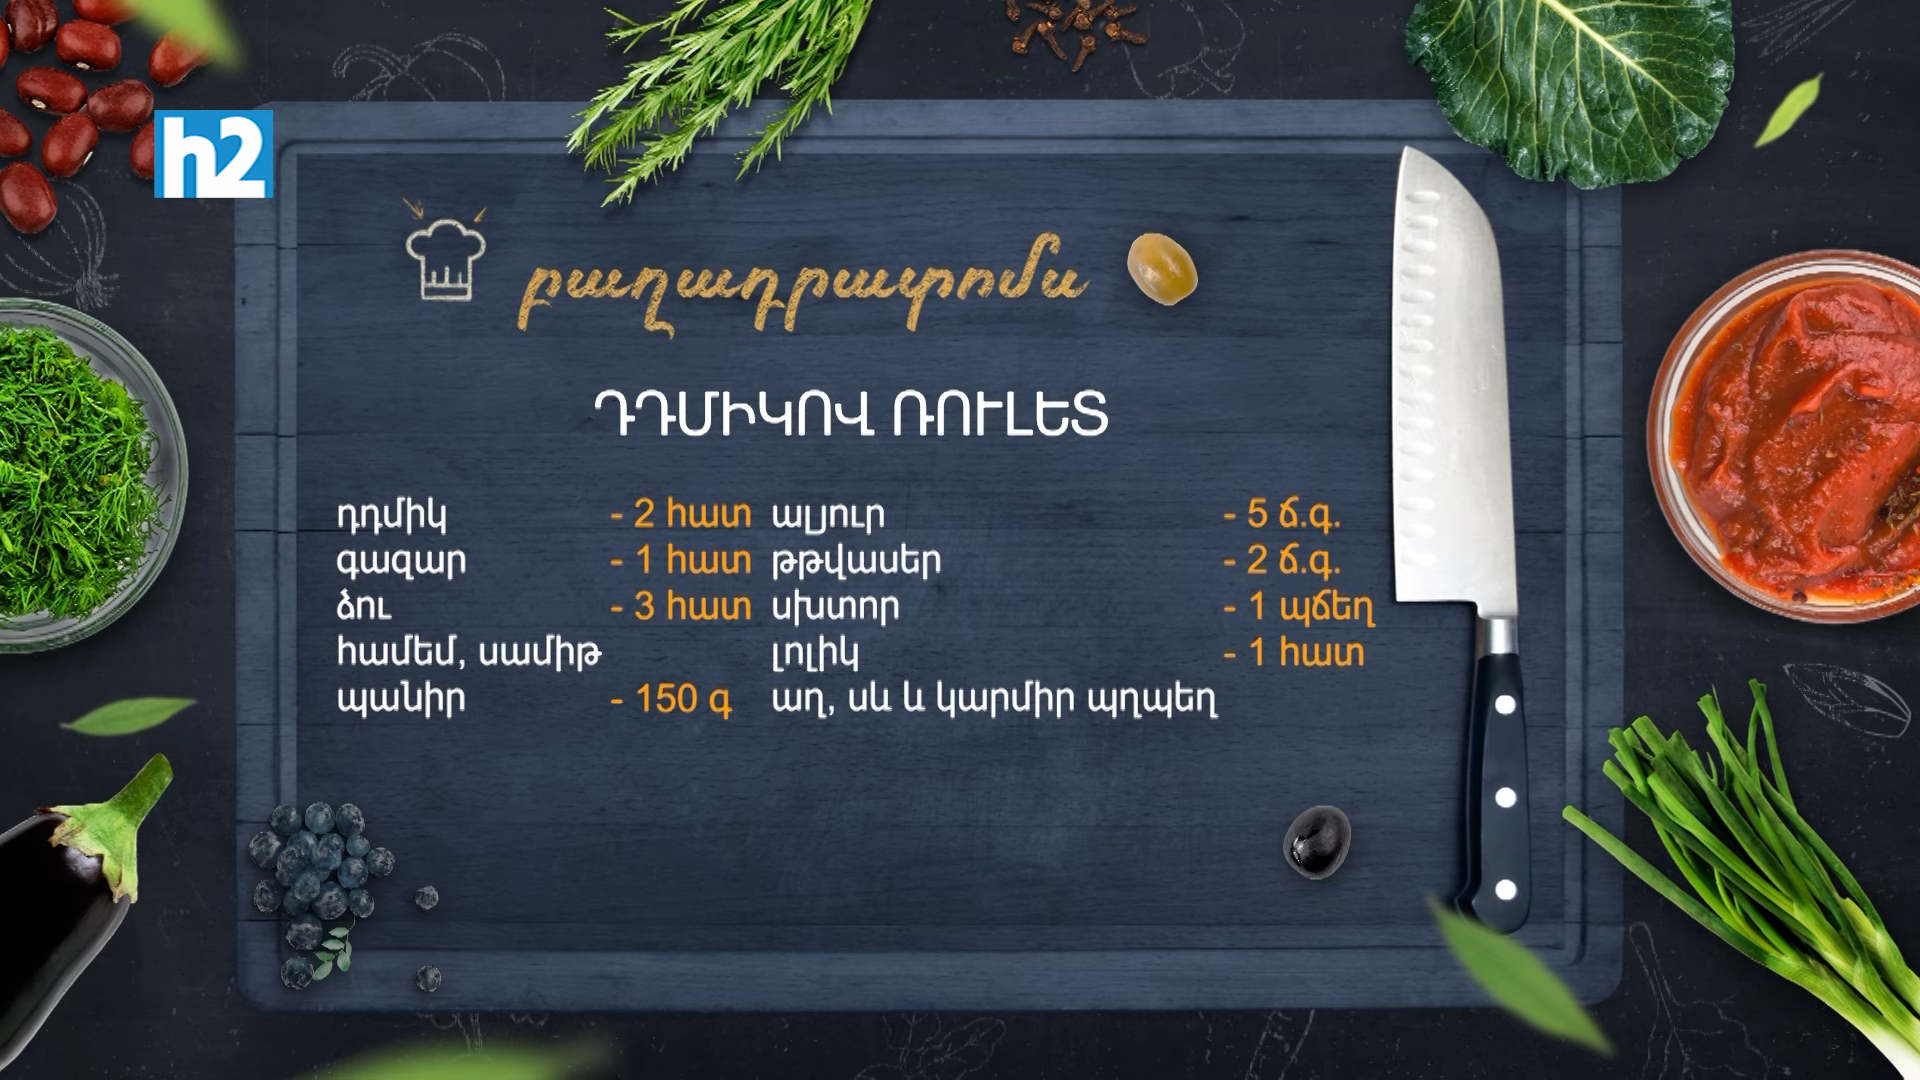 h2
բաղադրատոմս
ԴԴՄԻԿՈՎ ՌՈՒԼԵՏ
դդմիկ - 2 հատ
գազար - 1 հատ
ձու - 3 հատ
համեմ, սամիթ
պանիր - 150 գ
ալյուր - 5 ճ.գ.
թթվասեր - 2 ճ.գ.
սխտոր - 1 պճեղ
լոլիկ - 1 հատ
աղ, սև և կարմիր պղպեղ